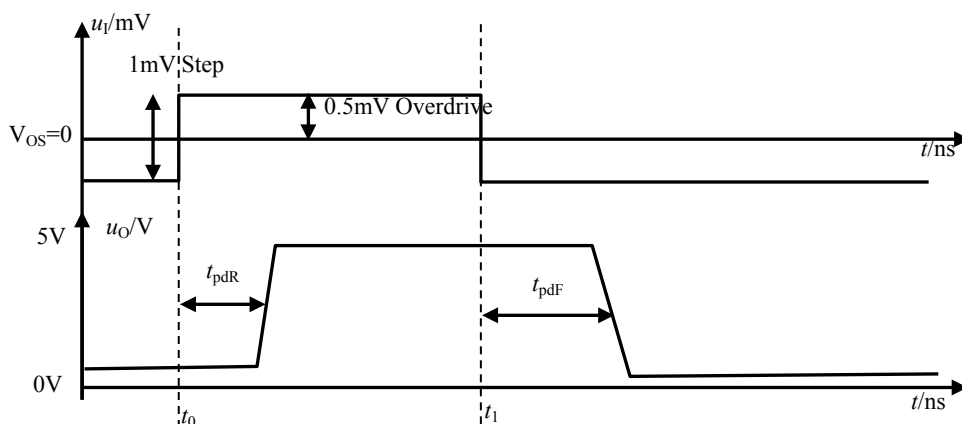 uI/mV
1mV Step
0.5mV Overdrive
VOS=0
t/ns
uO/V
5V
tpdR
tpdF
0V
t0
t1
t/ns